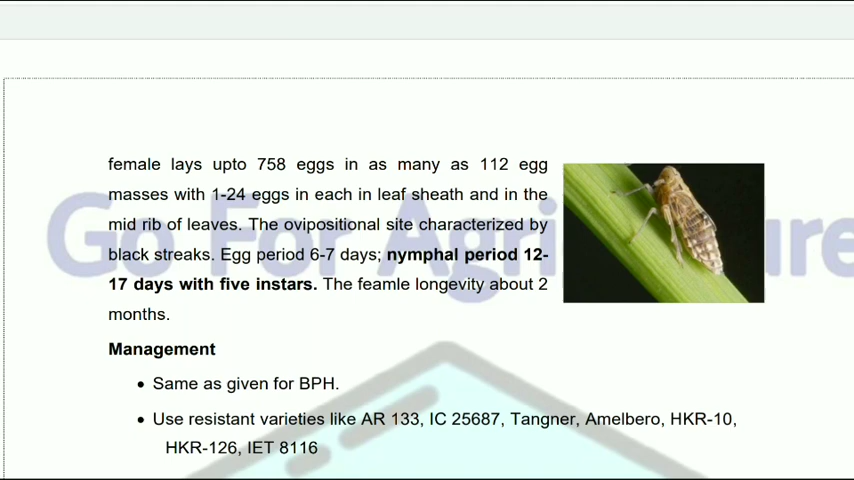 female lays upto 758 eggs in as many as 112 egg
masses with 1-24 eggs in each in leaf sheath and in the
mid rib of leaves. The ovipositional site characterized by
black streaks. Egg period 6-7 days; nymphal period 12-
17 days with five instars. The feamle longevity about 2
months.
Management
• Same as given for BPH.
• Use resistant varieties like AR 133, IC 25687, Tangner, Amelbero, HKR-10,
HKR-126, IET 8116
Go For Agri ure